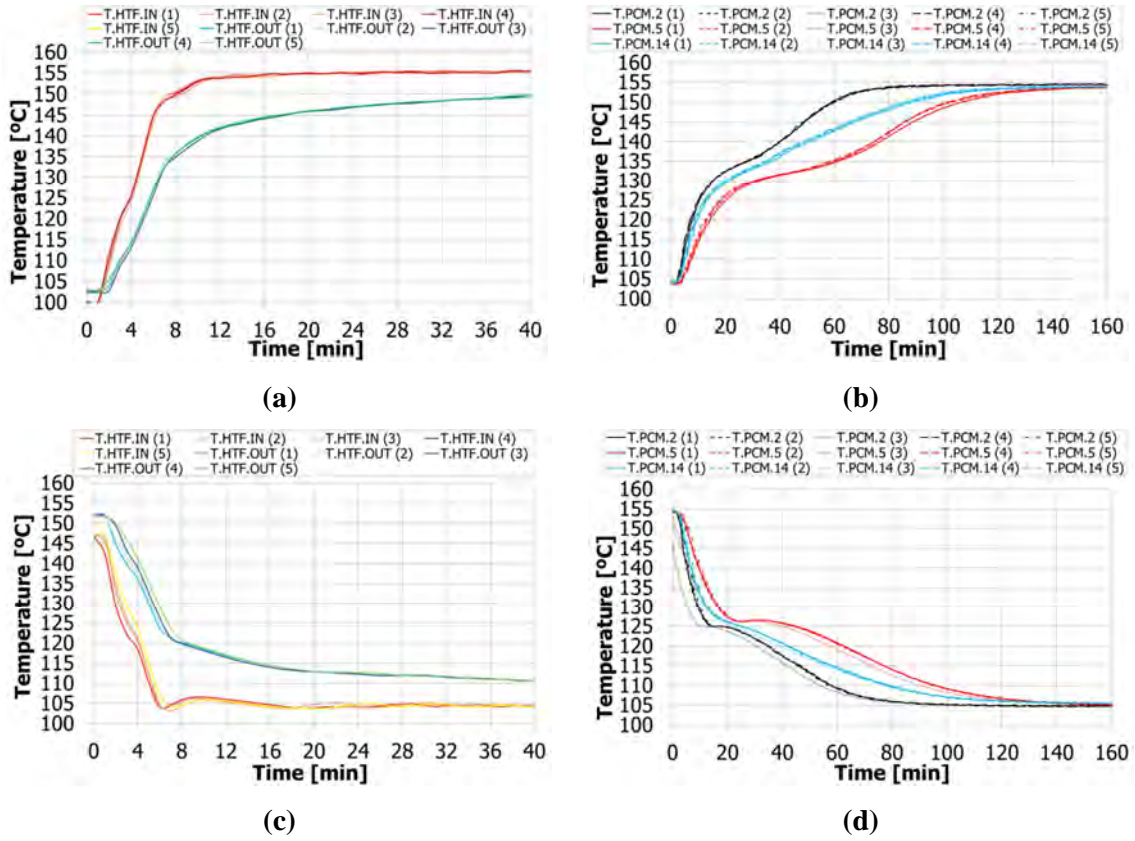 T.HTF.IN (1) T.HTF.IN (2) T.HTF.IN (3) T.HTF.IN (4)
T.HTF.IN (5) T.HTF.OUT (1) T.HTF.OUT (2) T.HTF.OUT (3)
T.HTF.OUT (4) T.HTF.OUT (5)
160
155
150
145
140
135
130
125
120
115
110
105
100
Temperature [ºC]
0 4 8 12 16 20 24 28 32 36 40
Time [min]
(a)
T.PCM.2 (1) T.PCM.2 (2) T.PCM.2 (3) T.PCM.2 (4) T.PCM.2 (5)
T.PCM.5 (1) T.PCM.5 (2) T.PCM.5 (3) T.PCM.5 (4) T.PCM.5 (5)
T.PCM.14 (1) T.PCM.14 (2) T.PCM.14 (3) T.PCM.14 (4) T.PCM.14 (5)
160
155
150
145
140
135
130
125
120
115
110
105
100
Temperature [ºC]
0 20 40 60 80 100 120 140 160
Time [min]
(b)
T.HTF.IN (1) T.HTF.IN (2) T.HTF.IN (3) T.HTF.IN (4)
T.HTF.IN (5) T.HTF.OUT (1) T.HTF.OUT (2) T.HTF.OUT (3)
T.HTF.OUT (4) T.HTF.OUT (5)
160
155
150
145
140
135
130
125
120
115
110
105
100
Temperature [ºC]
0 4 8 12 16 20 24 28 32 36 40
Time [min]
(c)
T.PCM.2 (1) T.PCM.2 (2) T.PCM.2 (3) T.PCM.2 (4) T.PCM.2 (5)
T.PCM.5 (1) T.PCM.5 (2) T.PCM.5 (3) T.PCM.5 (4) T.PCM.5 (5)
T.PCM.14 (1) T.PCM.14 (2) T.PCM.14 (3) T.PCM.14 (4) T.PCM.14 (5)
160
155
150
145
140
135
130
125
120
115
110
105
100
Temperature [ºC]
0 20 40 60 80 100 120 140 160
Time [min]
(d)